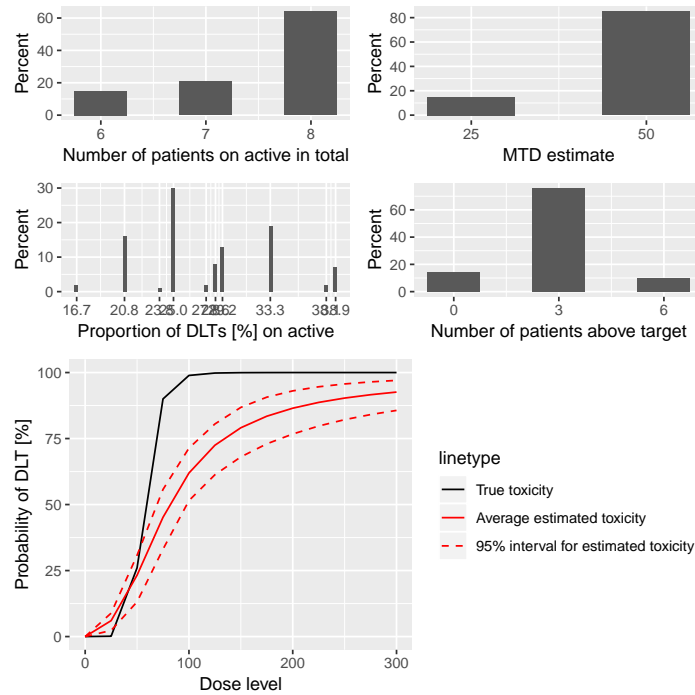 Percent
60
40
20
0
6 7 8
Number of patients on active in total
Percent
80
60
40
20
0
25 50
MTD estimate
Percent
30
20
10
0
16.7 20.8 25.0 33.3
Proportion of DLTs [%] on active
Percent
60
40
20
0
0 3 6
Number of patients above target
Probability of DLT [%]
100
75
50
25
0
0 100 200 300
Dose level
linetype
True toxicity
Average estimated toxicity
95% interval for estimated toxicity